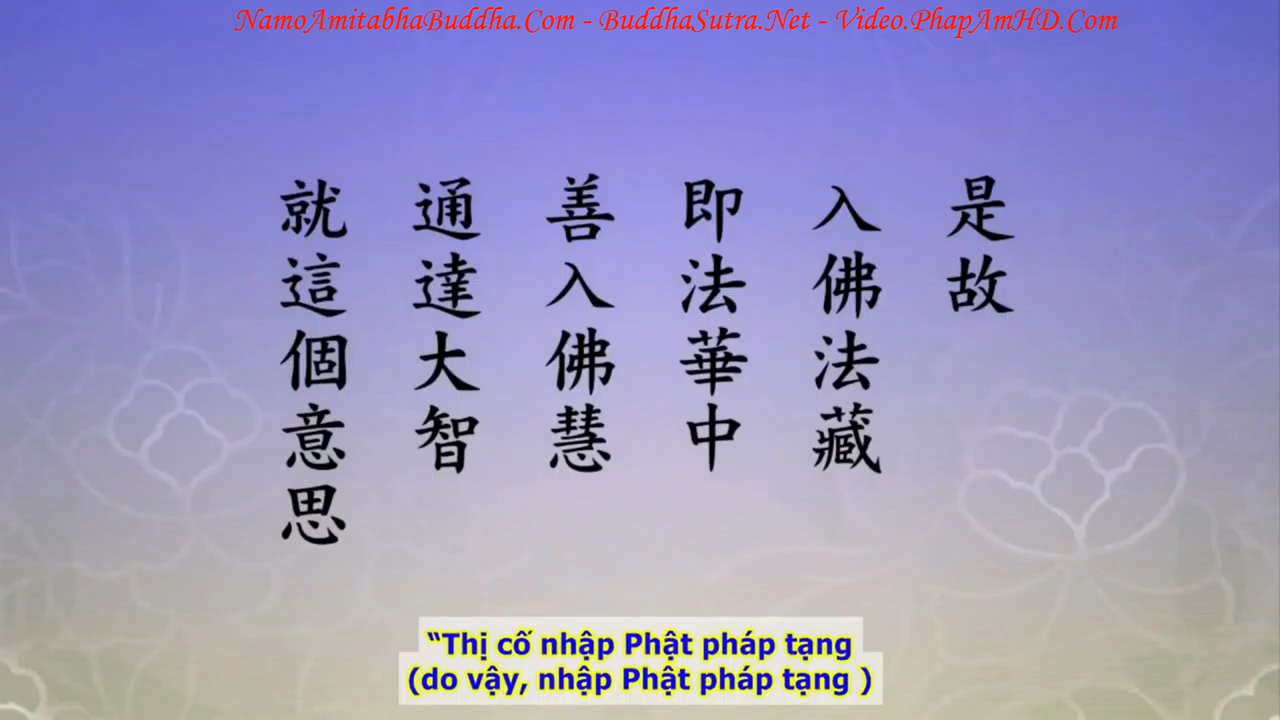 NamoAmitabhaBuddha.Com - BuddhaSutra.Net - Video.PhapAmHD.Com
是故
入佛法藏
即法華中
善入佛慧
通達大智
就這個意思
“Thị cố nhập Phật pháp tạng
(do vậy, nhập Phật pháp tạng )